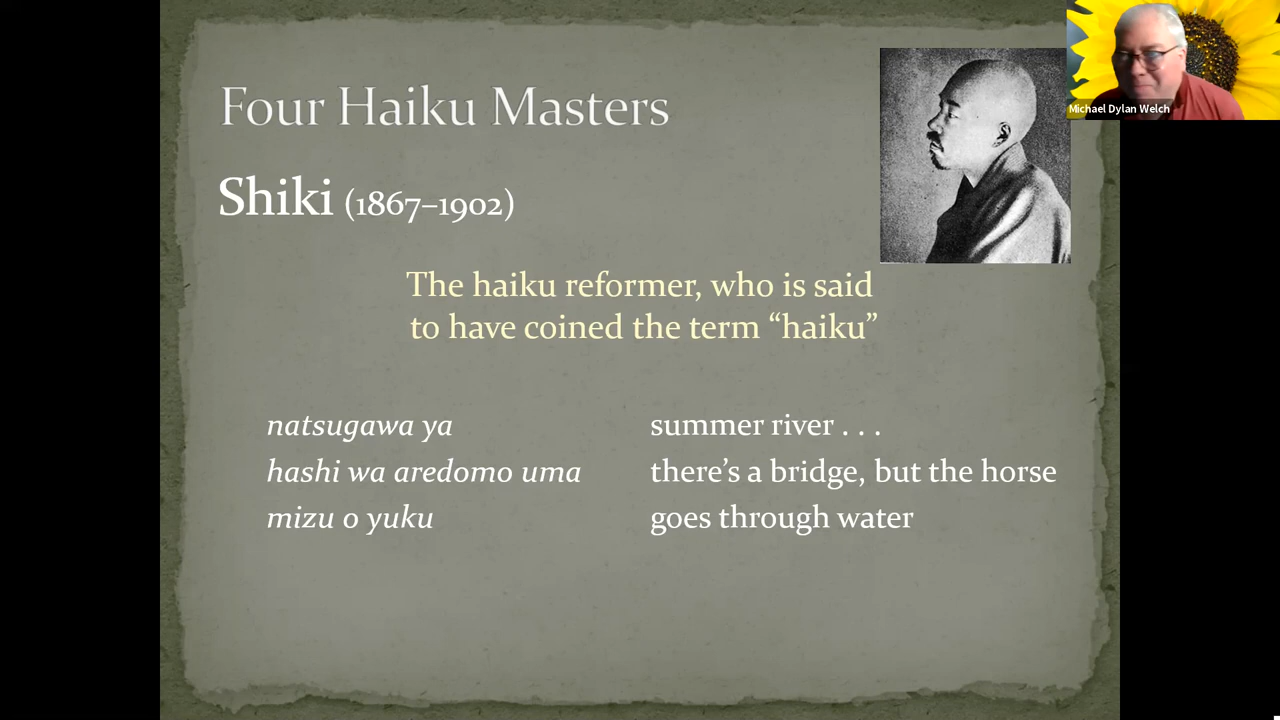 Four Haiku Masters
Michael Dylan Welch
Shiki (1867–1902)
The haiku reformer, who is said
to have coined the term “haiku”
natsugawa ya
hashi wa aredomo uma
mizu o yuku
summer river . . .
there’s a bridge, but the horse
goes through water